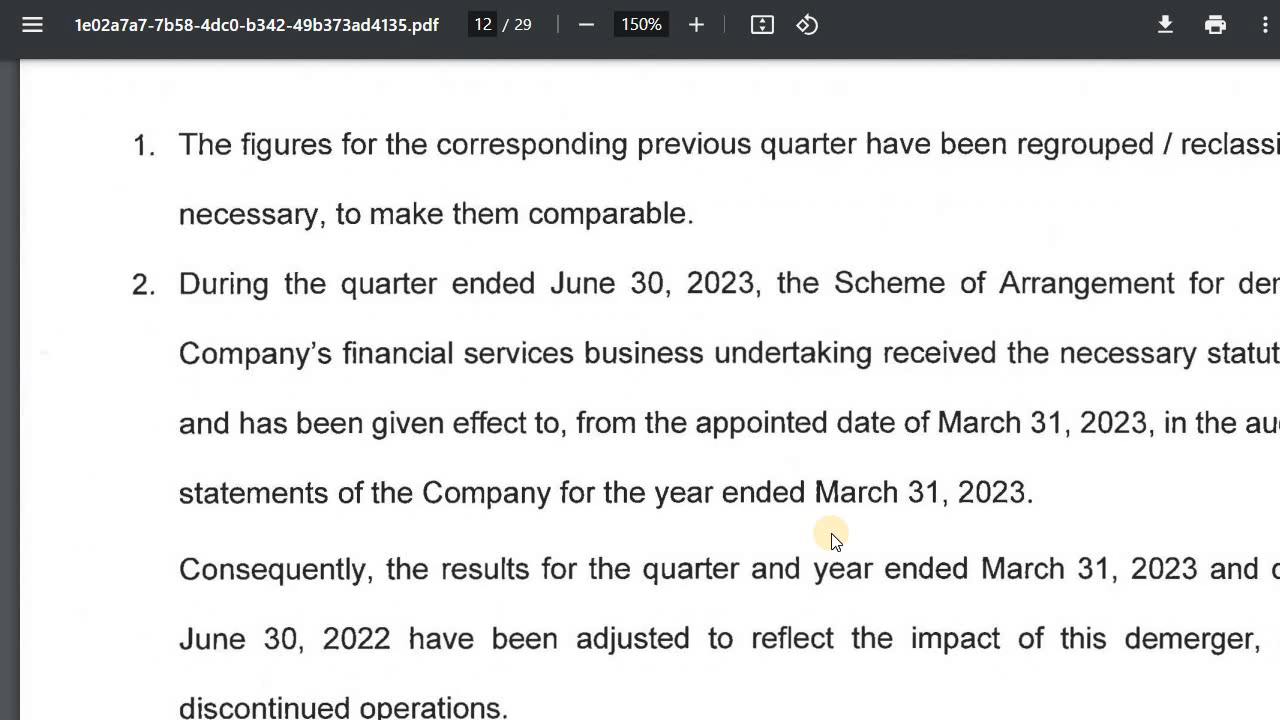 1e02a7a7-7b58-4dc0-b342-49b373ad4135.pdf 12 / 29 150%
1. The figures for the corresponding previous quarter have been regrouped /
necessary, to make them comparable.
2. During the quarter ended June 30, 2023, the Scheme of Arrangement for
Company's financial services business undertaking received the necessary
and has been given effect to, from the appointed date of March 31, 2023, in the
statements of the Company for the year ended March 31, 2023.
Consequently, the results for the quarter and year ended March 31, 2023 and
June 30, 2022 have been adjusted to reflect the impact of this demerger,
discontinued operations.